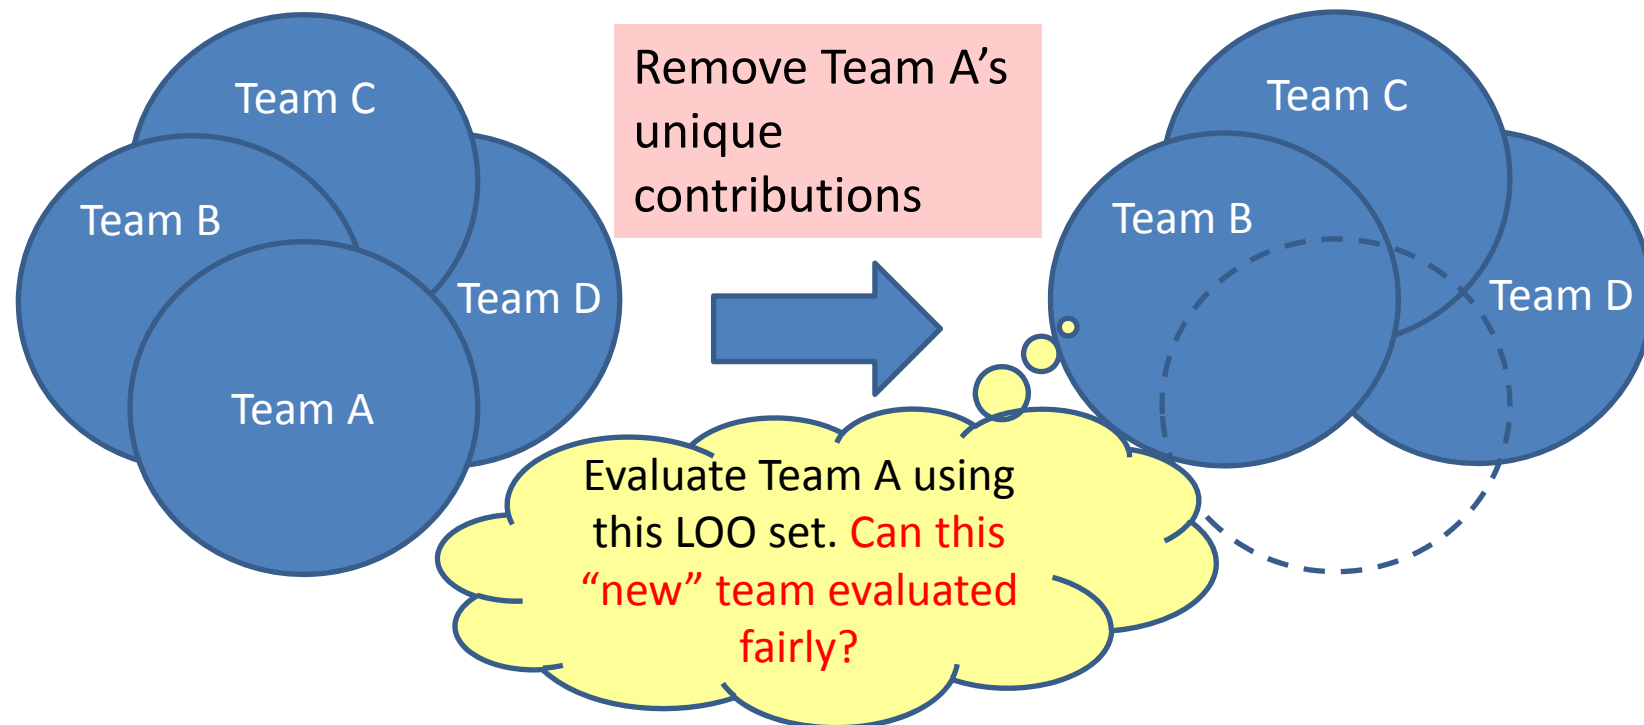 Team C
Team B
Team D
Team A
Remove Team A’s
unique
contributions
Team C
Team B
Team D
Evaluate Team A using
this LOO set. Can this
“new” team evaluated
fairly?